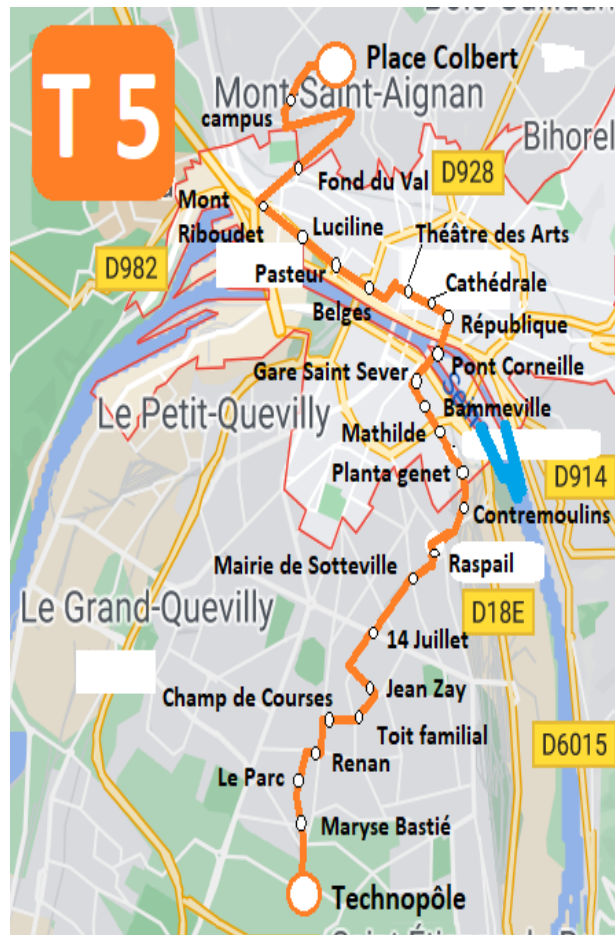 T 5
Place Colbert
Mont-Saint-Aignan
campus
Bihorel
Fond du Val
D928
Mont
Riboudet
Luciline
Théâtre des Arts
D982
Pasteur
Cathédrale
Belges
République
Pont Corneille
Gare Saint Sever
Bammeville
Le Petit-Quevilly
Mathilde
Planta genet
D914
Contremoulins
Raspail
Mairie de Sotteville
Le Grand-Quevilly
D18E
14 Juillet
Jean Zay
Champ de Courses
Toit familial
D6015
Renan
Le Parc
Maryse Bastié
Technopôle